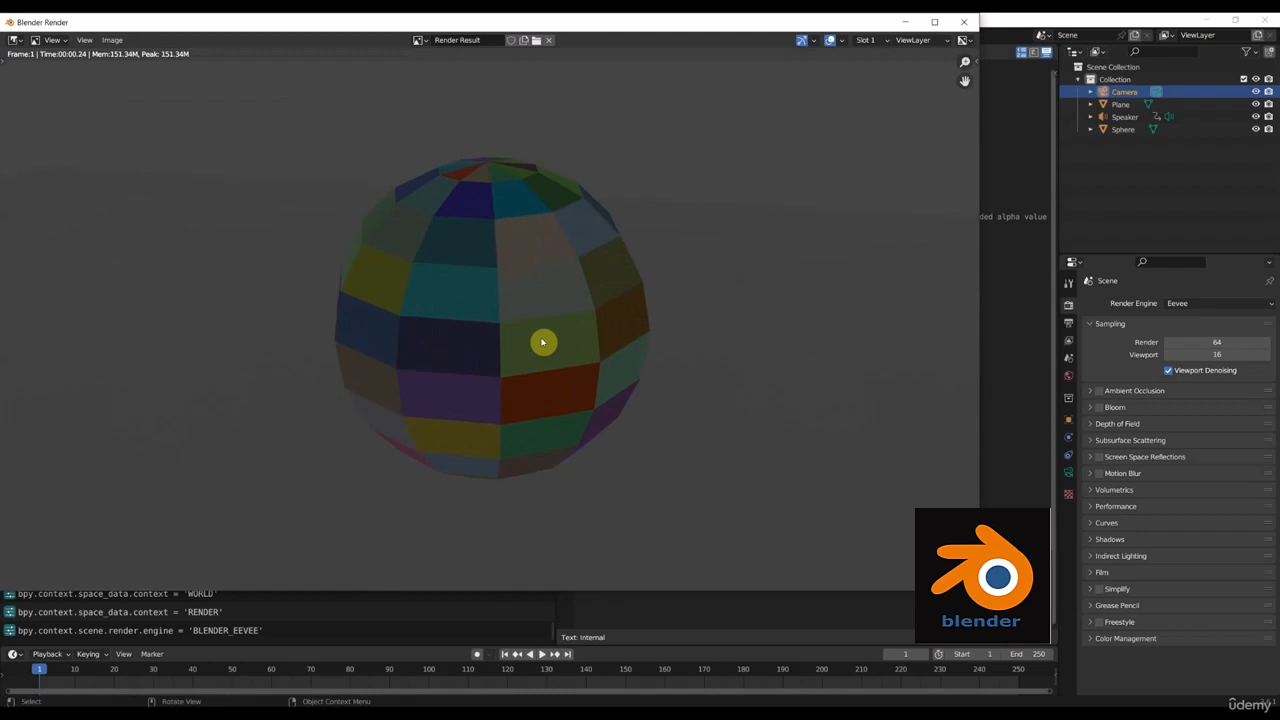 Blender Render
View View Image Render Result Slot 1 ViewLayer
Frame:1 | Time:00:00.24 | Mem:151.34M, Peak: 151.34M
Scene ViewLayer
Scene Collection
Collection
Camera
Plane
Speaker
Sphere
ded alpha value
Scene
Render Engine Eevee
Sampling
Render 64
Viewport 16
Viewport Denoising
Ambient Occlusion
Bloom
Depth of Field
Subsurface Scattering
Screen Space Reflections
Motion Blur
Volumetrics
Performance
Curves
Shadows
Indirect Lighting
Film
Simplify
Grease Pencil
Freestyle
Color Management
blender
bpy.context.space_data.context = 'WORLD'
bpy.context.space_data.context = 'RENDER'
bpy.context.scene.render.engine = 'BLENDER_EEVEE'
Text: Internal
Playback Keying View Marker 1 Start 1 End 250
1 10 20 30 40 50 60 70 80 90 100 110 120 130 140 150 160 170 180 190 200 210 220 230 240 250
Select Rotate View Object Context Menu
udemy